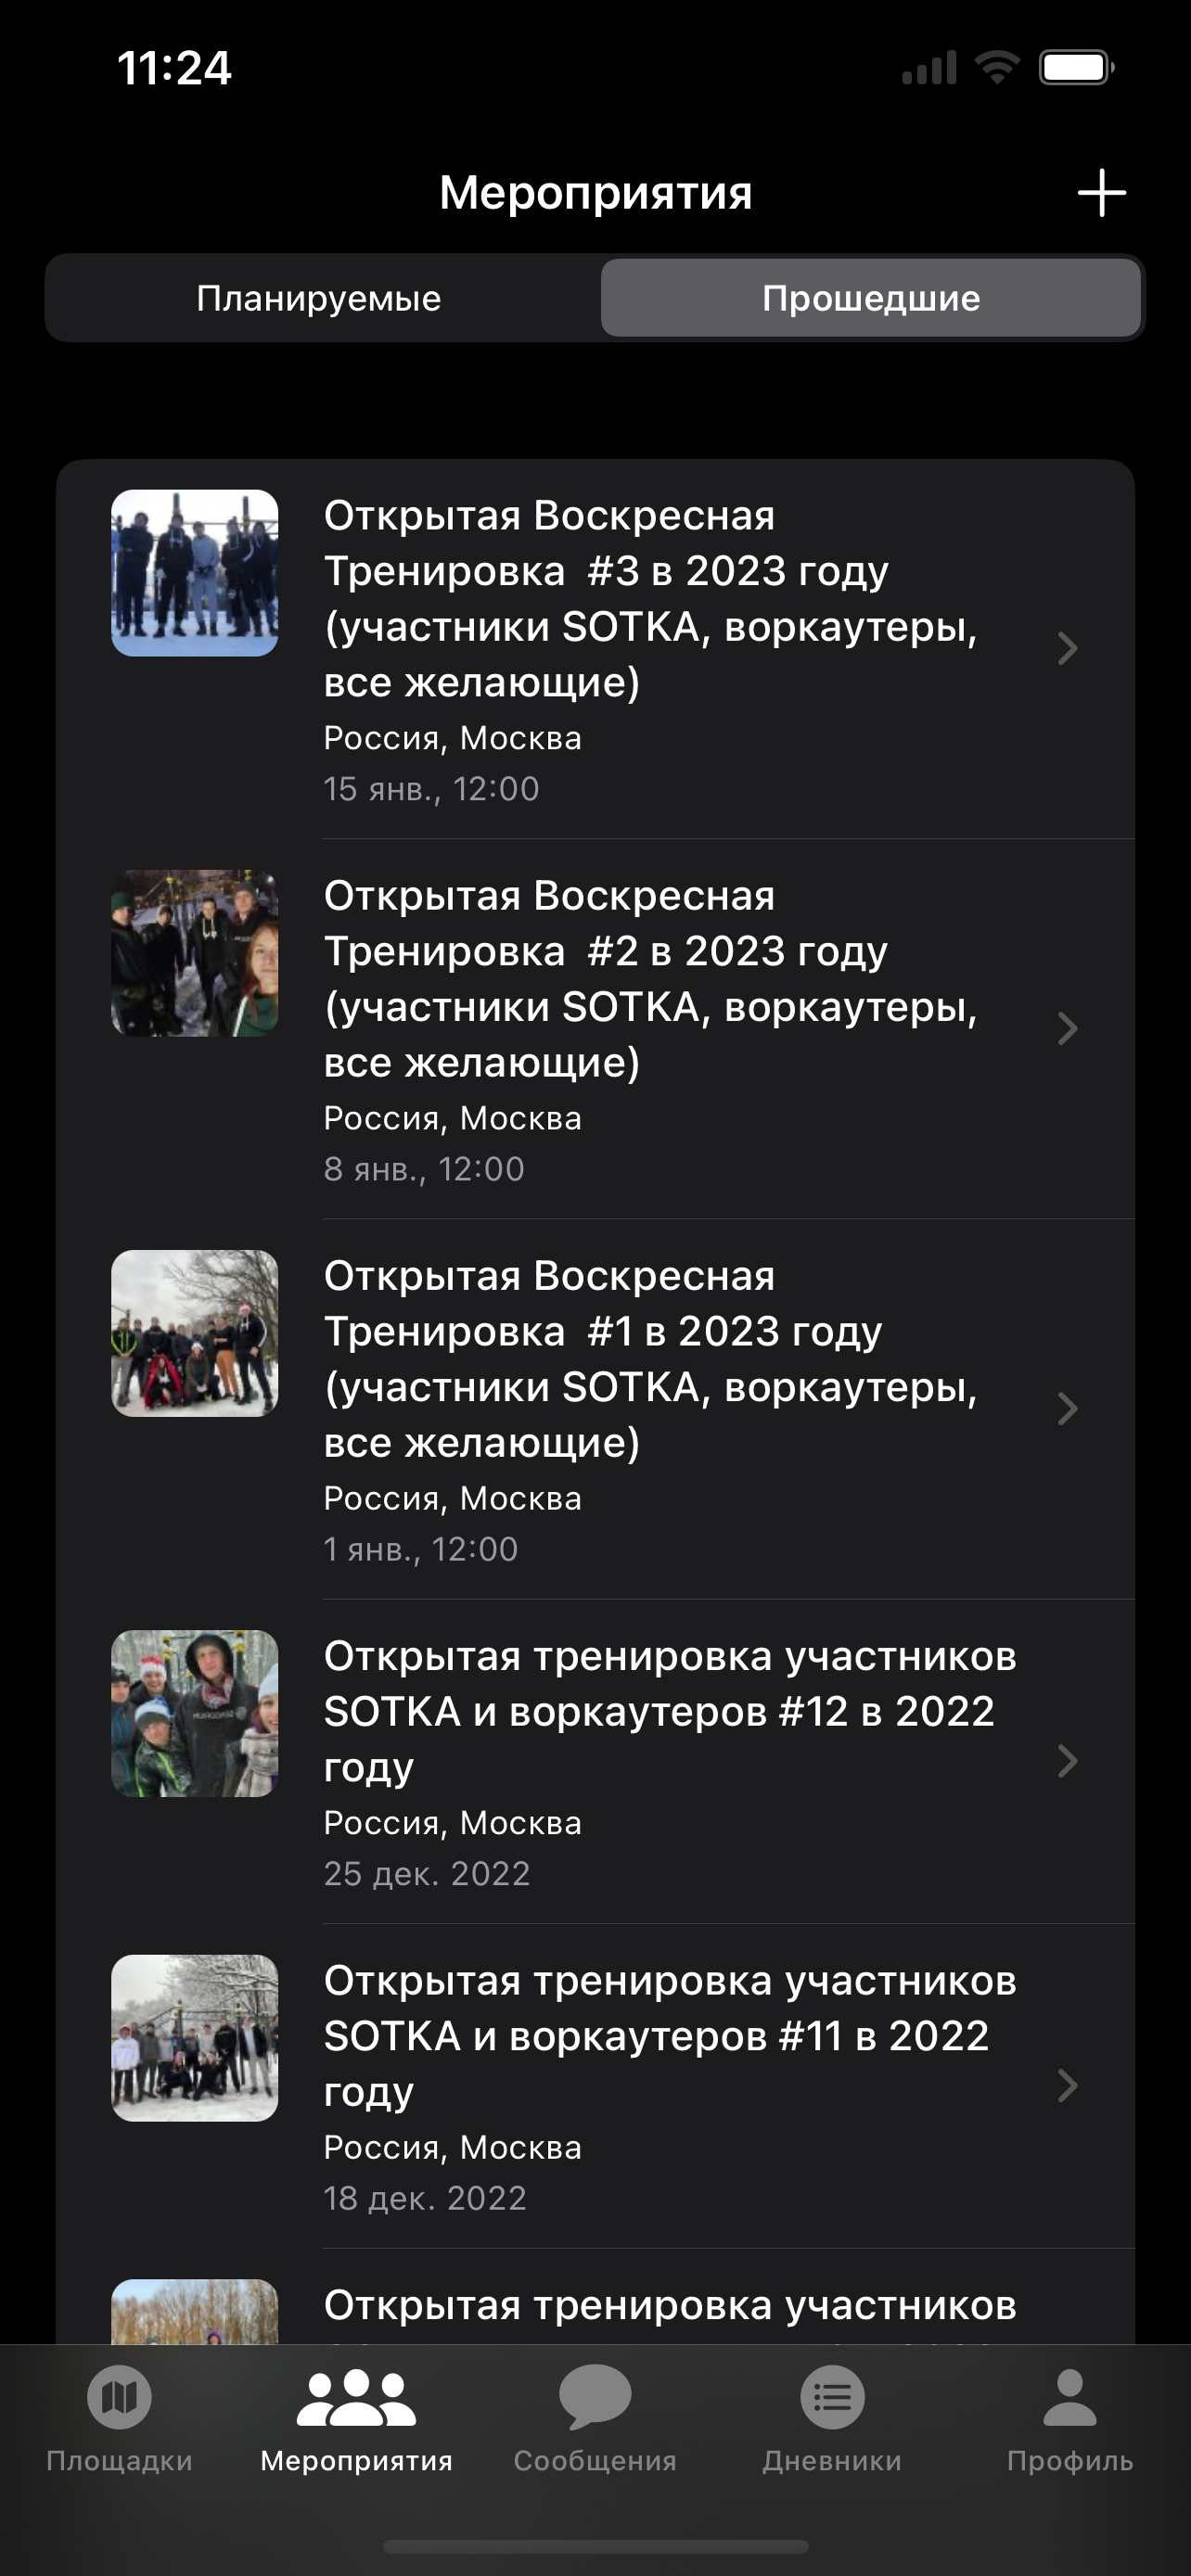 11:24
Мероприятия
Планируемые
Прошедшие
Открытая Воскресная
Тренировка  #3 в 2023 году
(участники SOTKA, воркаутеры,
все желающие)
Россия, Москва
15 янв., 12:00
Открытая Воскресная
Тренировка  #2 в 2023 году
(участники SOTKA, воркаутеры,
все желающие)
Россия, Москва
8 янв., 12:00
Открытая Воскресная
Тренировка  #1 в 2023 году
(участники SOTKA, воркаутеры,
все желающие)
Россия, Москва
1 янв., 12:00
Открытая тренировка участников
SOTKA и воркаутеров #12 в 2022
году
Россия, Москва
25 дек. 2022
Открытая тренировка участников
SOTKA и воркаутеров #11 в 2022
году
Россия, Москва
18 дек. 2022
Открытая тренировка участников
Площадки
Мероприятия
Сообщения
Дневники
Профиль